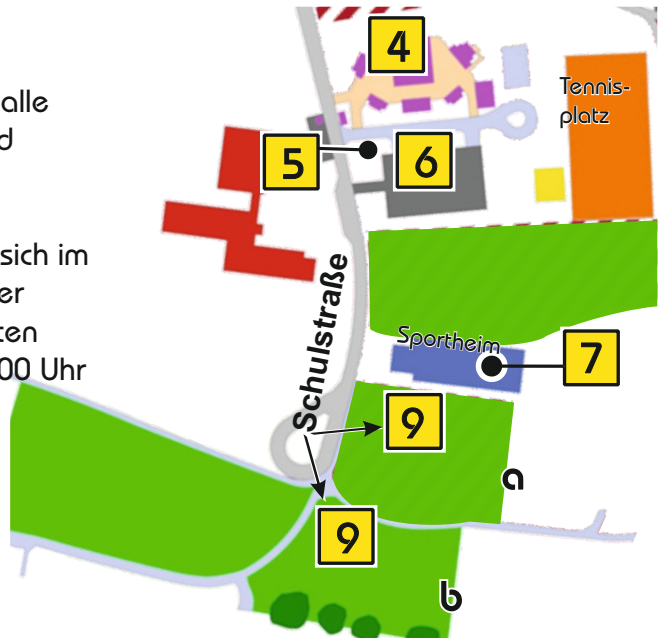 alle
d
sich im
er
ten
00 Uhr
4
Tennis-
platz
5
6
Schulstraße
Sportheim
7
9
a
9
b